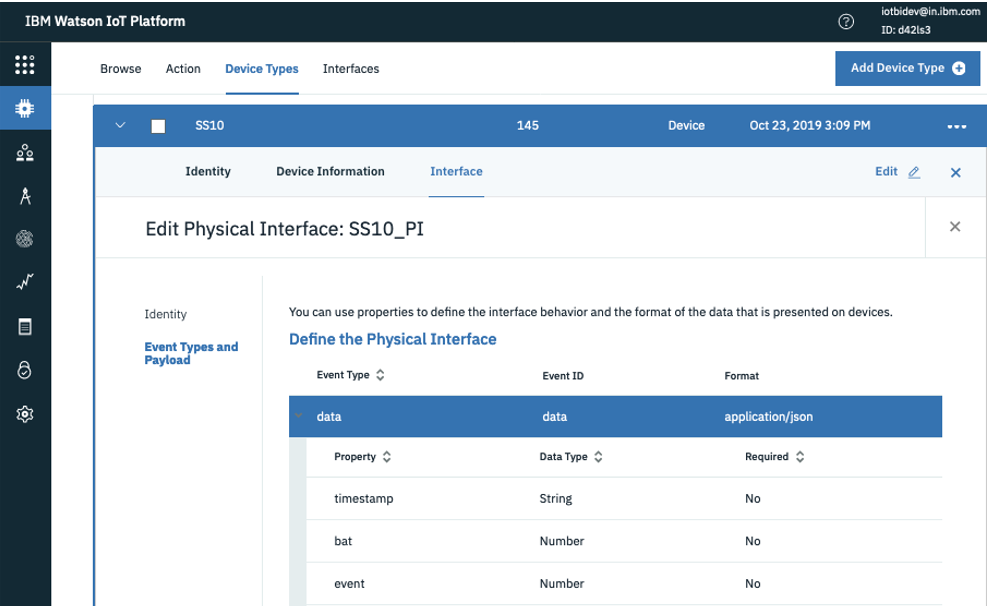 IBM Watson IoT Platform
iotbidev@in.ibm.com
ID: d42ls3
Browse Action Device Types Interfaces
Add Device Type
SS10 145 Device Oct 23, 2019 3:09 PM
Identity Device Information Interface Edit
Edit Physical Interface: SS10_PI
Identity
Event Types and
Payload
You can use properties to define the interface behavior and the format of the data that is presented on devices.
Define the Physical Interface
Event Type Event ID Format
data data application/json
Property Data Type Required
timestamp String No
bat Number No
event Number No